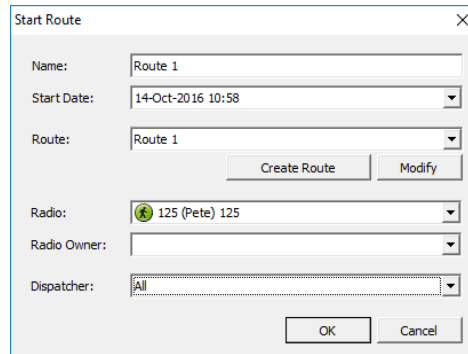 Start Route
Name: Route 1
Start Date: 14-Oct-2016 10:58
Route: Route 1
Create Route Modify
Radio: 125 (Pete) 125
Radio Owner:
Dispatcher: All
OK Cancel